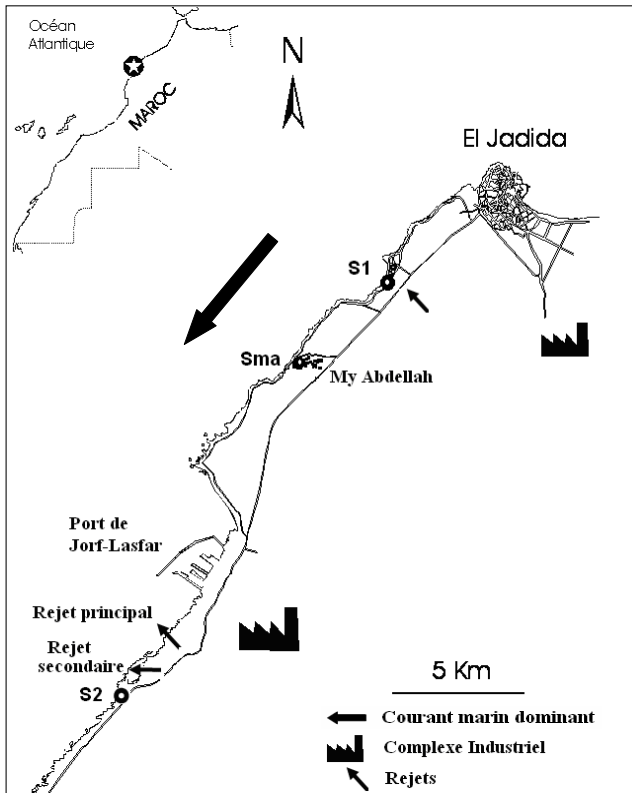 Océan
Atlantique
MAROC
N
El Jadida
S1
Sma
My Abdellah
Port de
Jorf-Lasfar
Rejet principal
Rejet
secondaire
S2
5 Km
Courant marin dominant
Complexe Industriel
Rejets